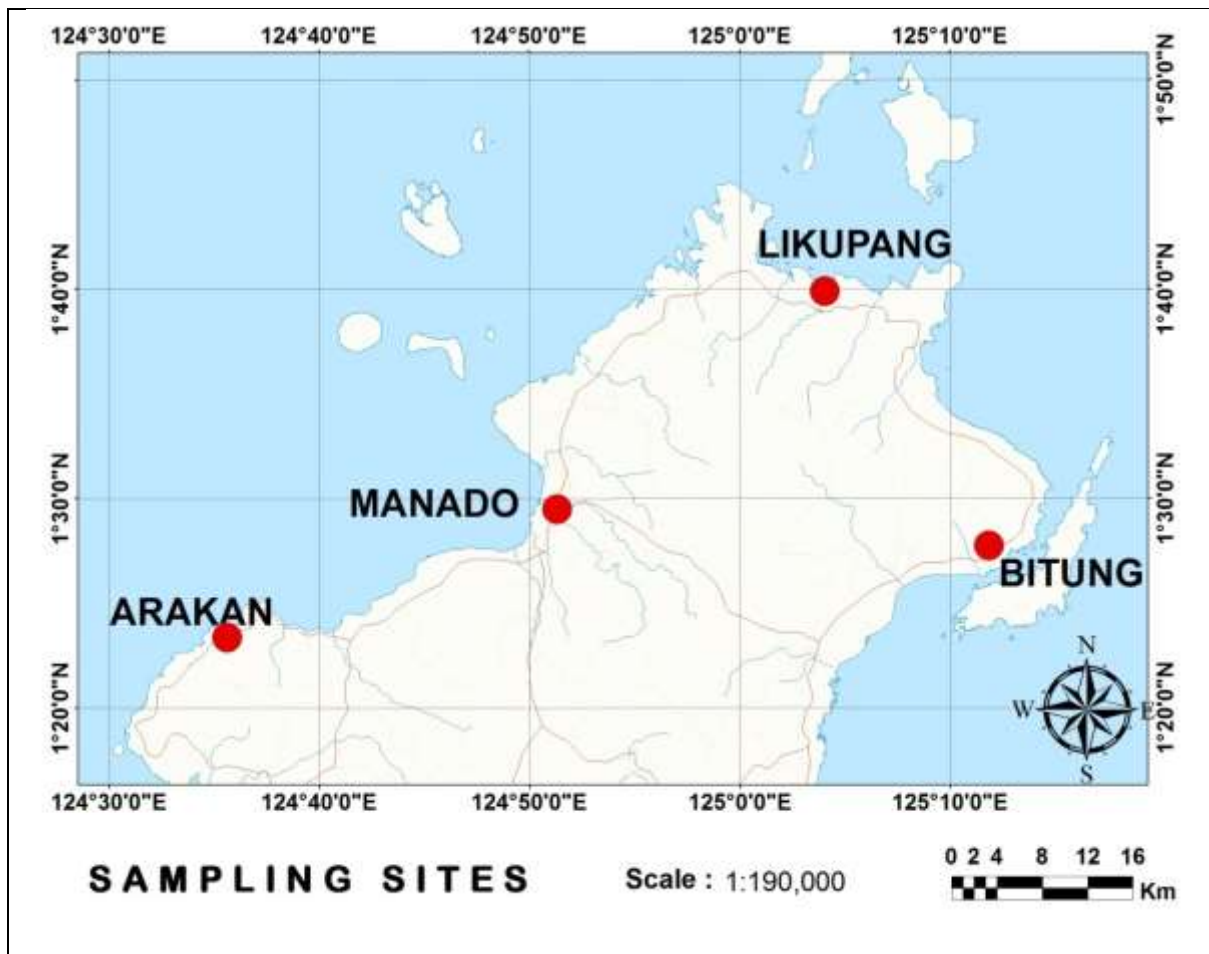 124°30'0"E 124°40'0"E 124°50'0"E 125°0'0"E 125°10'0"E
1°50'0"N
1°50'0"N
LIKUPANG
1°40'0"N
1°40'0"N
1°30'0"N
MANADO
1°30'0"N
BITUNG
ARAKAN
N
1°20'0"N
W
E
1°20'0"N
S
124°30'0"E 124°40'0"E 124°50'0"E 125°0'0"E 125°10'0"E
0 2 4 8 12 16
SAMPLING SITES
Scale : 1:190,000
Km